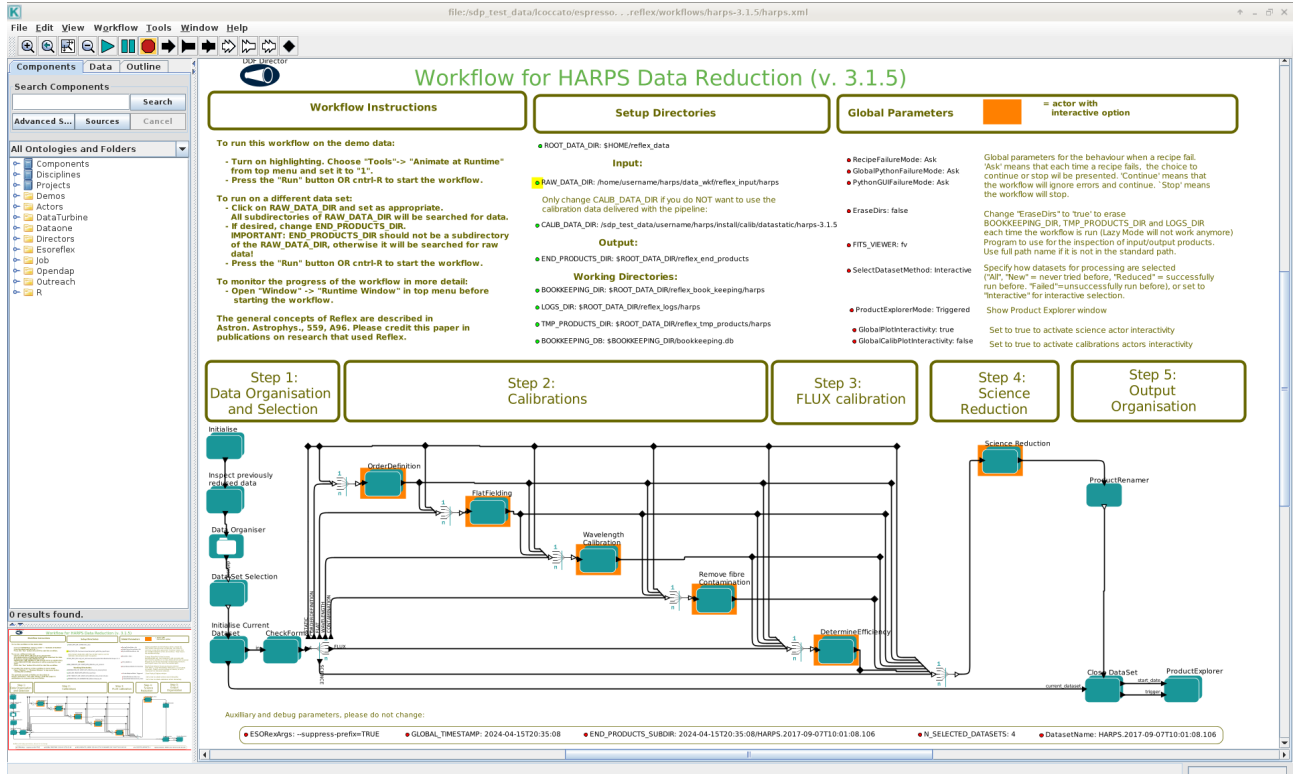 file:/sdp_test_data/lcoccato/espresso. . .reflex/workflows/harps-3.1.5/harps.xml
File Edit View Workflow Tools Window Help
Components Data Outline
Search Components
Search
Advanced S... Sources Cancel
All Ontologies and Folders
Components
Disciplines
Projects
Demos
Actors
DataTurbine
Dataone
Directors
Esoreflex
Job
Opendap
Outreach
R
0 results found.
DDF Director
Workflow for HARPS Data Reduction (v. 3.1.5)
Workflow Instructions
To run this workflow on the demo data:
- Turn on highlighting. Choose "Tools"-> "Animate at Runtime"
from top menu and set it to "1".
- Press the "Run" button OR cntrl-R to start the workflow.
To run on a different data set:
- Click on RAW_DATA_DIR and set as appropriate.
All subdirectories of RAW_DATA_DIR will be searched for data.
- If desired, change END_PRODUCTS_DIR.
IMPORTANT: END_PRODUCTS_DIR should not be a subdirectory
of the RAW_DATA_DIR, otherwise it will be searched for raw
data!
- Press the "Run" button OR cntrl-R to start the workflow.
To monitor the progress of the workflow in more detail:
- Open "Window"-> "Runtime Window" in top menu before
starting the workflow.
The general concepts of Reflex are described in
Astron. Astrophys., 559, A96. Please credit this paper in
publications on research that used Reflex.
Setup Directories
ROOT_DATA_DIR: $HOME/reflex_data
Input:
RAW_DATA_DIR: /home/username/harps/data_wkf/reflex_input/harps
Only change CALIB_DATA_DIR if you do NOT want to use the
calibration data delivered with the pipeline:
CALIB_DATA_DIR: /sdp_test_data/username/harps/install/calib/datastatic/harps-3.1.5
Output:
END_PRODUCTS_DIR: $ROOT_DATA_DIR/reflex_end_products
Working Directories:
BOOKKEEPING_DIR: $ROOT_DATA_DIR/reflex_book_keeping/harps
LOGS_DIR: $ROOT_DATA_DIR/reflex_logs/harps
TMP_PRODUCTS_DIR: $ROOT_DATA_DIR/reflex_tmp_products/harps
BOOKKEEPING_DB: $BOOKKEEPING_DIR/bookkeeping.db
Global Parameters
= actor with
interactive option
RecipeFailureMode: Ask
GlobalPythonFailureMode: Ask
PythonGUIFailureMode: Ask
EraseDirs: false
FITS_VIEWER: fv
SelectDatasetMethod: Interactive
ProductExplorerMode: Triggered
GlobalPlotInteractivity: true
GlobalCalibPlotInteractivity: false
Global parameters for the behaviour when a recipe fail.
'Ask' means that each time a recipe fails, the choice to
continue or stop wil be presented. 'Continue' means that
the workflow will ignore errors and continue. `Stop' means
the workflow will stop.
Change "EraseDirs" to 'true' to erase
BOOKKEEPING_DIR, TMP_PRODUCTS_DIR and LOGS_DIR
each time the workflow is run (Lazy Mode will not work anymore)
Program to use for the inspection of input/output products.
Use full path name if it is not in the standard path.
Specify how datasets for processing are selected
("All", "New" = never tried before, "Reduced" = successfully
run before. "Failed"=unsuccessfully run before), or set to
"Interactive" for interactive selection.
Show Product Explorer window
Set to true to activate science actor interactivity
Set to true to activate calibrations actors interactivity
Step 1:
Data Organisation
and Selection
Step 2:
Calibrations
Step 3:
FLUX calibration
Step 4:
Science
Reduction
Step 5:
Output
Organisation
Initialise
Inspect previously
reduced data
Data Organiser
DataSet Selection
Initialise Current
Dataset
CheckForm
FLUX
OrderDefinition
FlatFielding
Wavelength
Calibration
Remove fibre
Contamination
DetermineEfficiency
Science Reduction
ProductRenamer
Close DataSet
ProductExplorer
current_dataset
start_date
trigger
Auxilliary and debug parameters, please do not change:
ESORexArgs: --suppress-prefix=TRUE
GLOBAL_TIMESTAMP: 2024-04-15T20:35:08
END_PRODUCTS_SUBDIR: 2024-04-15T20:35:08/HARPS.2017-09-07T10:01:08.106
N_SELECTED_DATASETS: 4
DatasetName: HARPS.2017-09-07T10:01:08.106